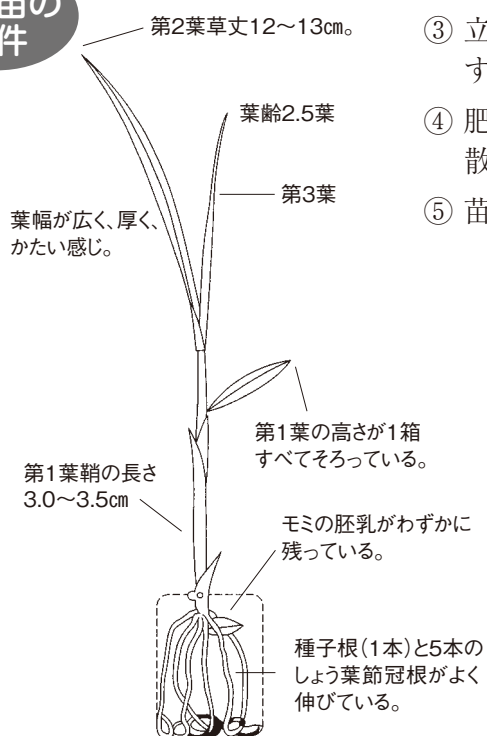 苗の
件
第2葉草丈12～13㎝。
葉齢2.5葉
第3葉
葉幅が広く、厚く、
かたい感じ。
第1葉の高さが1箱
すべてそろっている。
第1葉鞘の長さ
3.0～3.5㎝
モミの胚乳がわずかに
残っている。
種子根（1本）と5本の
しょう葉節冠根がよく
伸びている。
③ 立
す
④ 肥
散
⑤ 苗